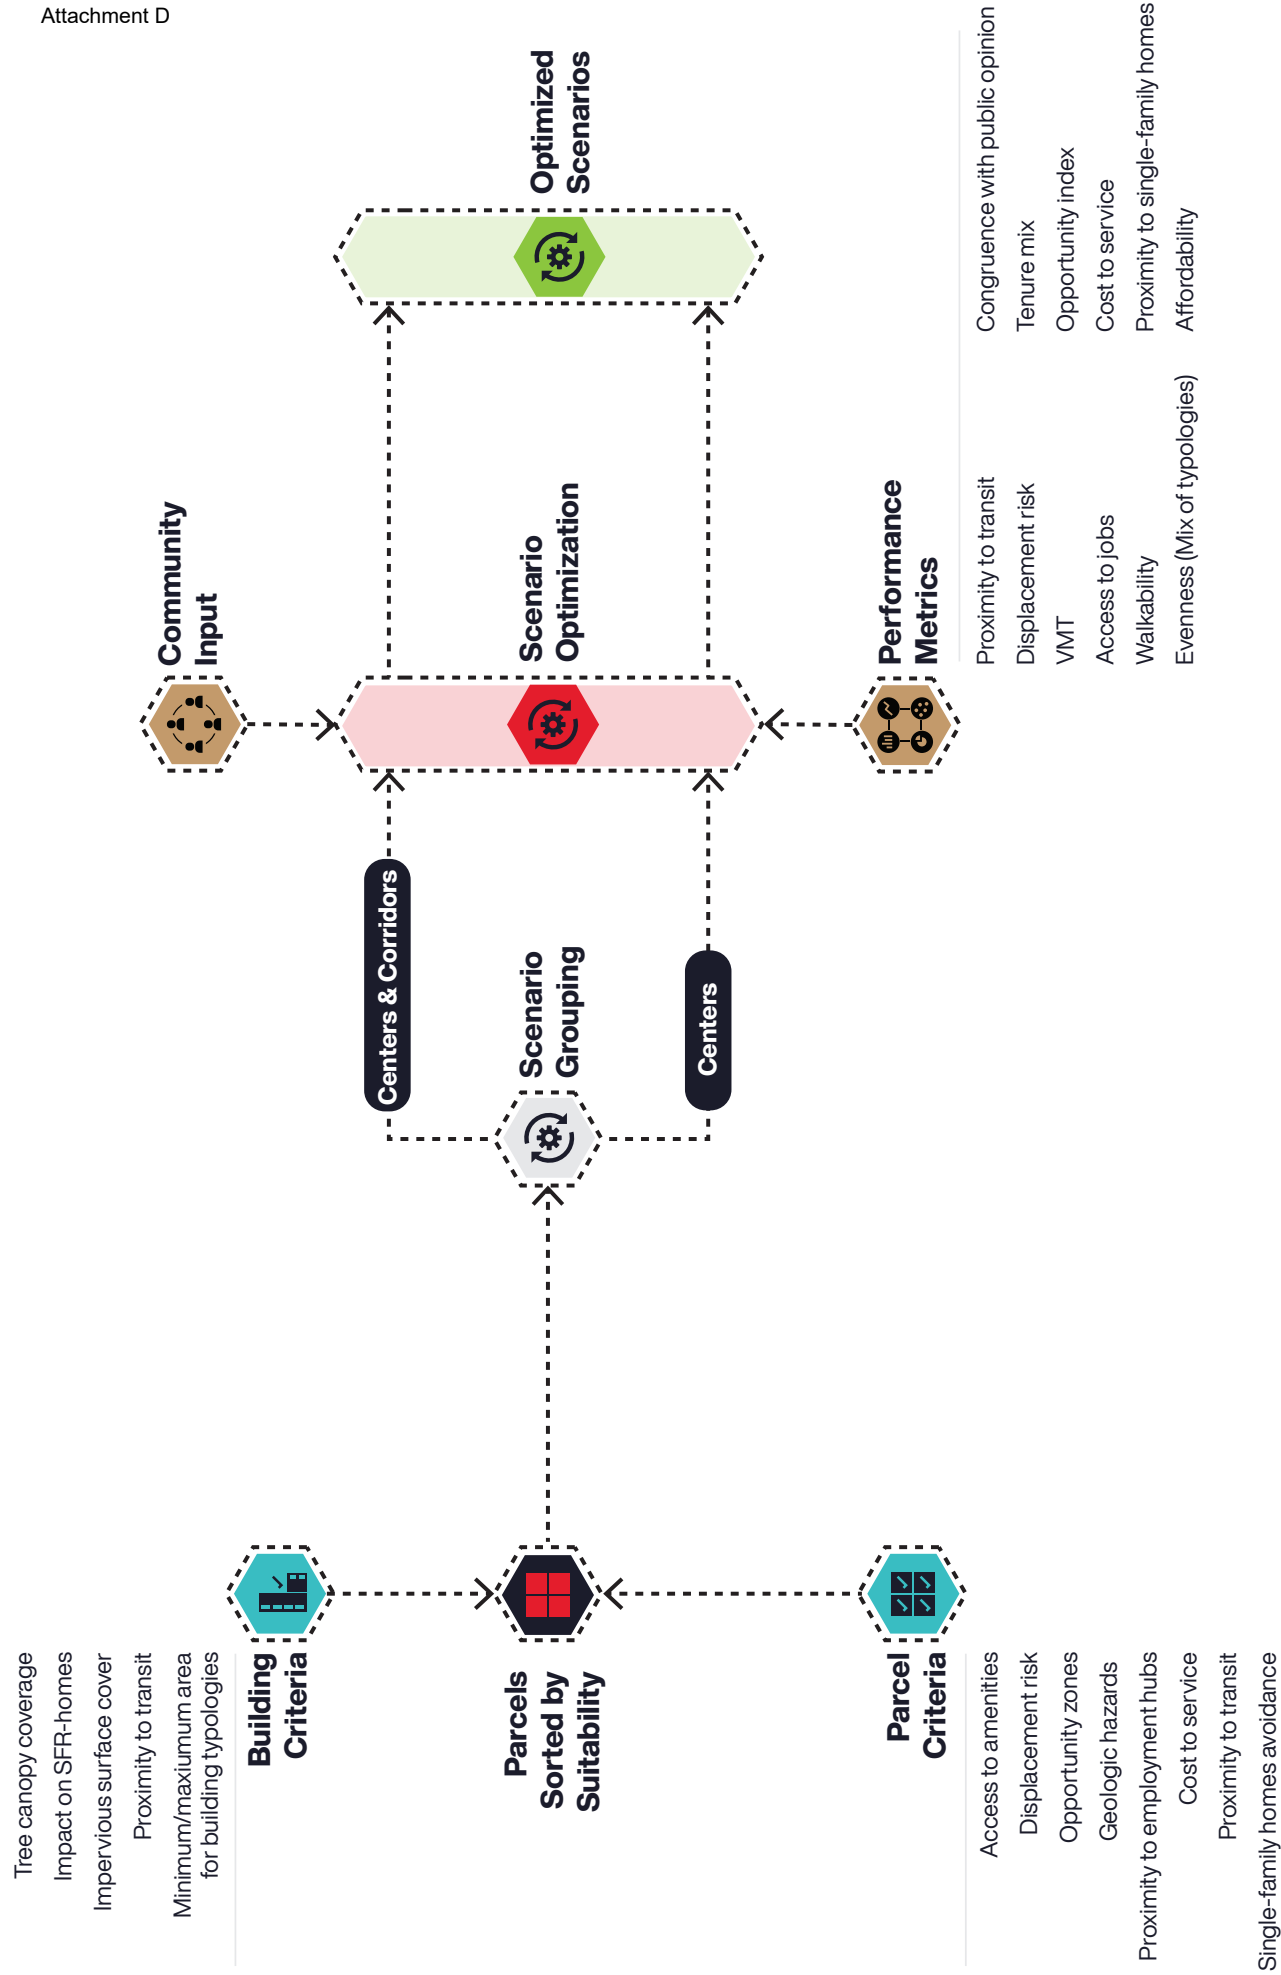 Attachment D
Tree canopy coverage
Impact on SFR-homes
Impervious surface cover
Proximity to transit
Minimum/maxiumum area
for building typologies
Building
Criteria
Parcels
Sorted by
Suitability
Parcel
Criteria
Access to amenities
Displacement risk
Opportunity zones
Geologic hazards
Proximity to employment hubs
Cost to service
Proximity to transit
Single-family homes avoidance
Scenario
Grouping
Centers & Corridors
Centers
Community
Input
Scenario
Optimization
Performance
Metrics
Proximity to transit
Displacement risk
VMT
Access to jobs
Walkability
Evenness (Mix of typologies)
Congruence with public opinion
Tenure mix
Opportunity index
Cost to service
Proximity to single-family homes
Affordability
Optimized
Scenarios